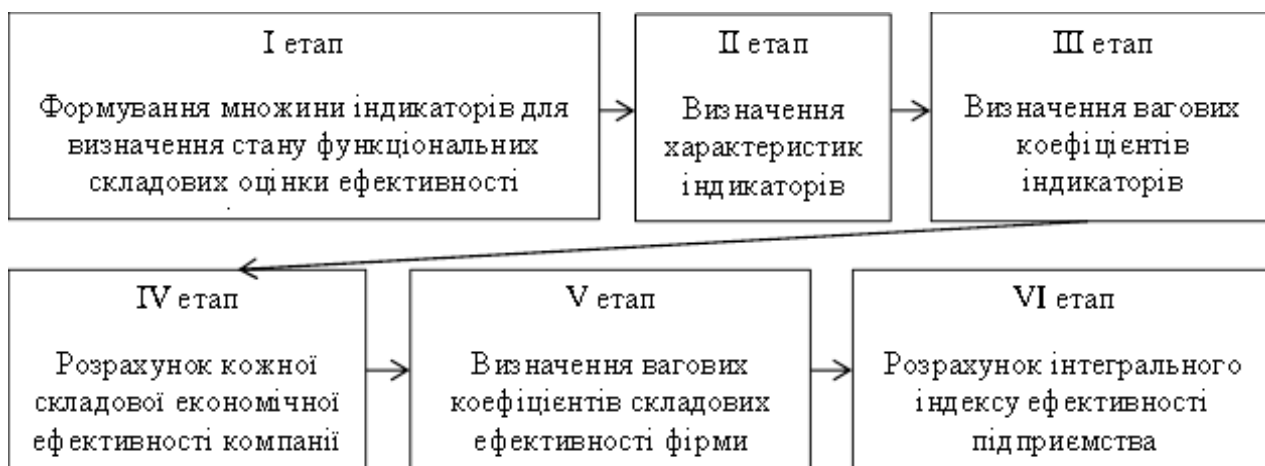 I етап
Формування множини індикаторів для
визначення стану функціональних
складових оцінки ефективності
II етап
Визначення
характеристик
індикаторів
III етап
Визначення вагових
коефіцієнтів
індикаторів
IV етап
Розрахунок кожної
складової економічної
ефективності компанії
V етап
Визначення вагових
коефіцієнтів складових
ефективності фірми
VI етап
Розрахунок інтегрального
індексу ефективності
підприємства